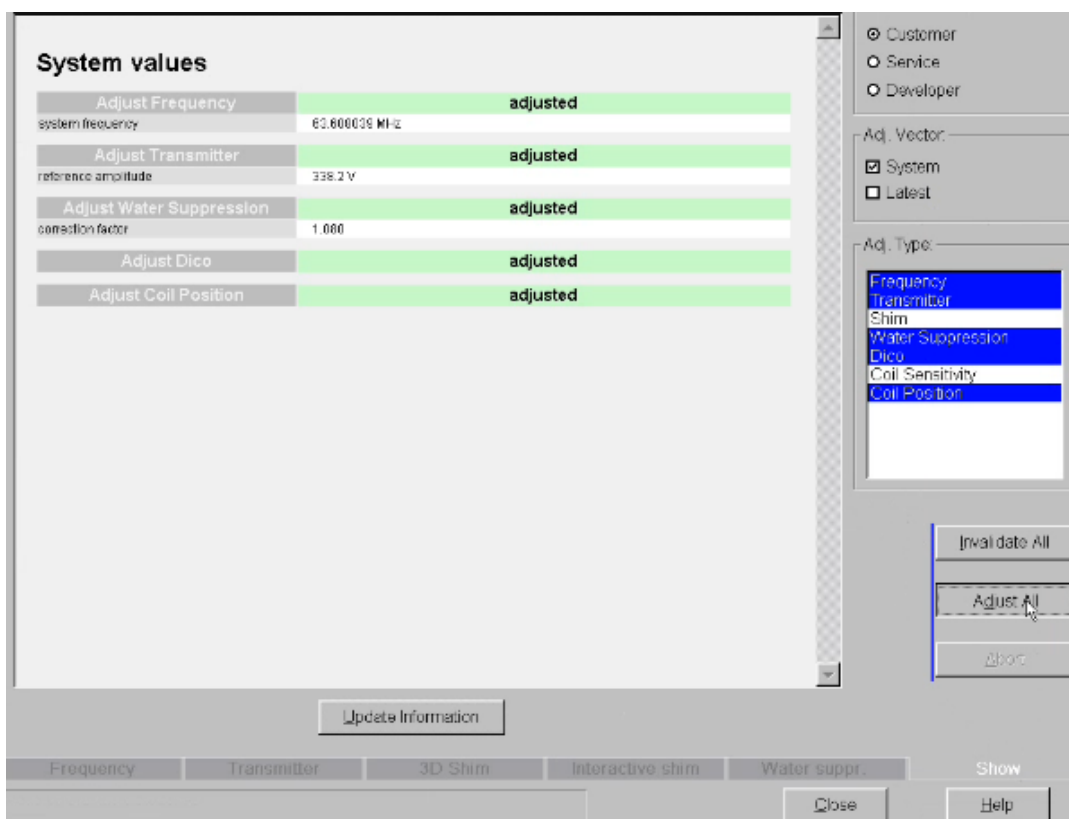 System values
Adjust Frequency adjusted
system frequency 63.600039 MHz
Adjust Transmitter adjusted
reference amplitude 338.2 V
Adjust Water Suppression adjusted
correction factor 1.080
Adjust Dico adjusted
Adjust Coil Position adjusted
Update Information
Customer
Service
Developer
Adj. Vector:
System
Latest
Adj. Type:
Frequency
Transmitter
Shim
Water Suppression
Dico
Coil Sensitivity
Coil Position
Invalidate All
Adjust All
Abort
Frequency Transmitter 3D Shim Interactive shim Water suppr. Show
Close Help